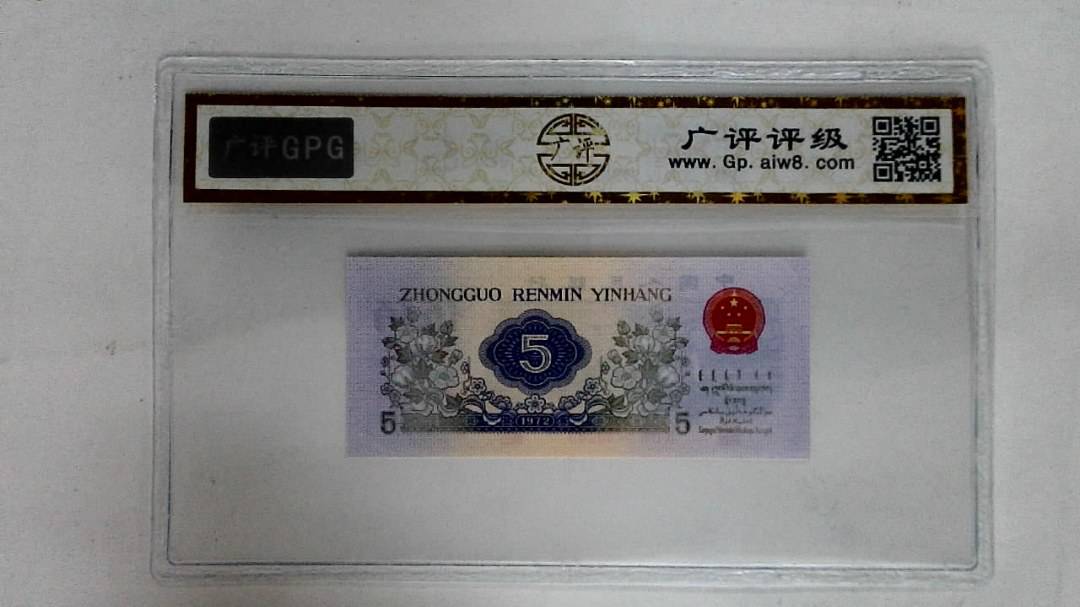 广评GPG
广评
广评评级
www.Gp.aiw8.com
ZHONGGUO RENMIN YINHANG
5
5
5
1972